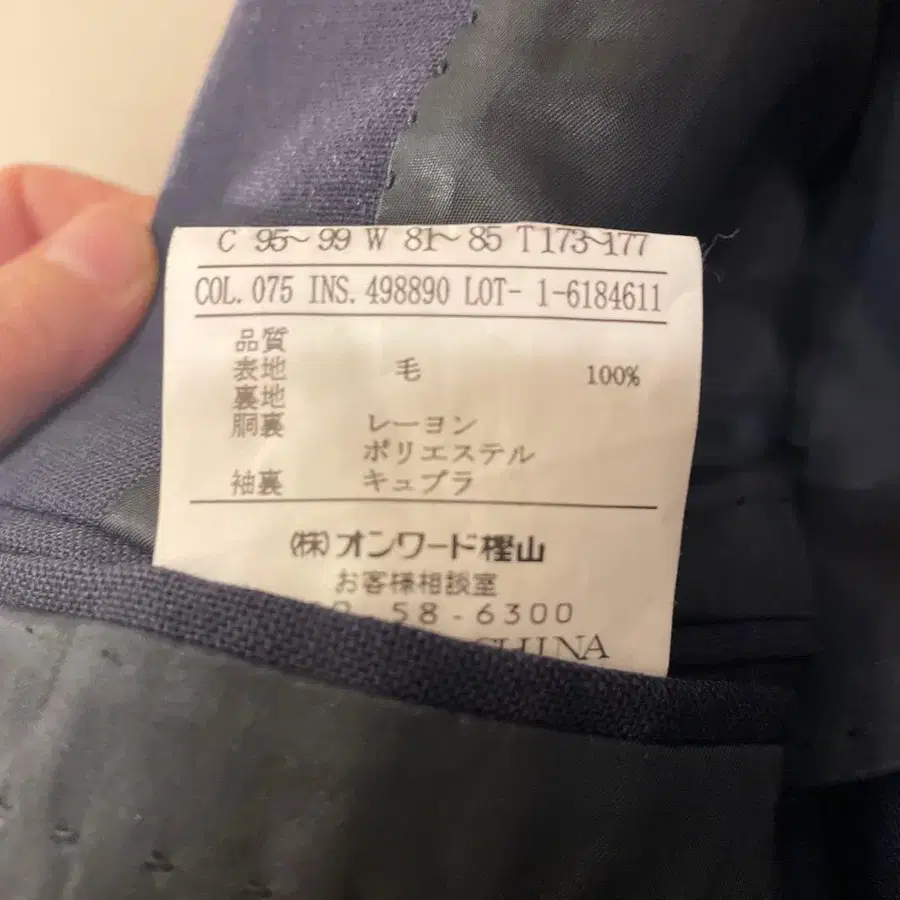 C 95~99 W 81~85 T173~177
COL. 075 INS. 498890 LOT- 1-6184611
品質
表地 毛 100%
裏地
胴裏 レーヨン
ポリエステル
袖裏 キュプラ
(株)オンワード樫山
お客様相談室
58-6300
CHINA